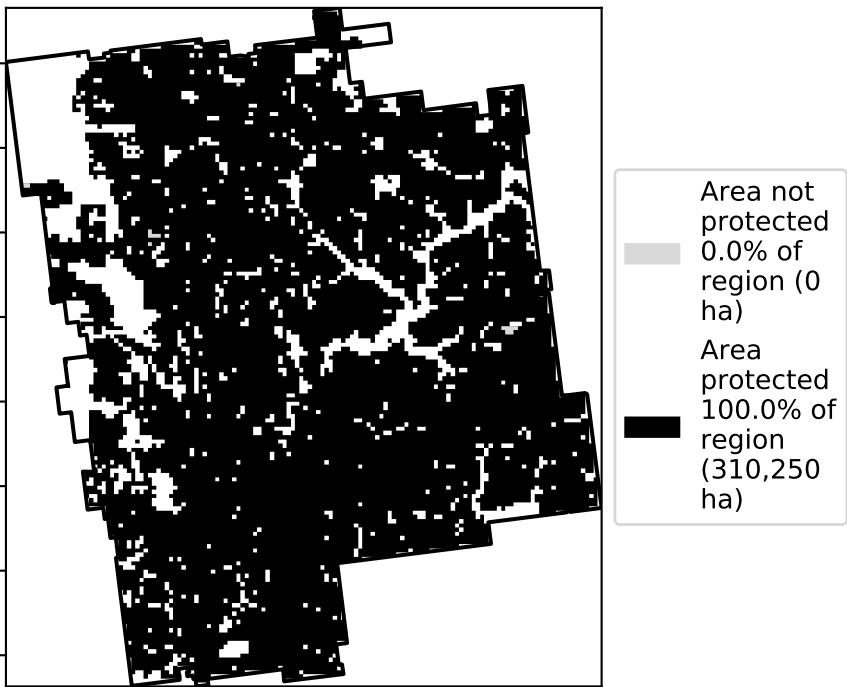 Area not
protected
0.0% of
region (0
ha)
Area
protected
100.0% of
region
(310,250
ha)